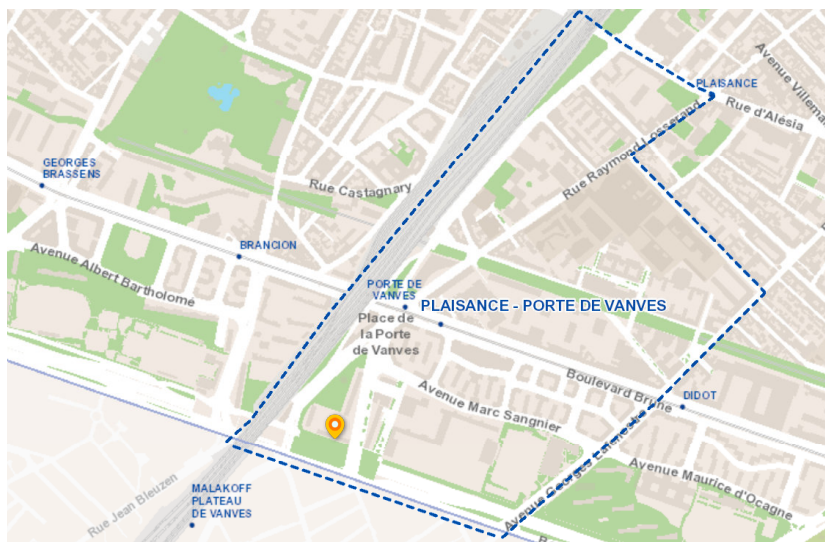 PLAISANCE
Avenue Villema
Rue d'Alésia
Rue Raymond Losserand
GEORGES
BRASSENS
Rue Castagnary
BRANCION
Avenue Albert Bartholomé
PORTE DE
VANVES
PLAISANCE - PORTE DE VANVES
Place de
la Porte
de Vanves
Boulevard Brune
DIDOT
Avenue Marc Sangnier
Avenue Georges Lafenestre
Avenue Maurice d'Ocagne
MALAKOFF
PLATEAU
DE VANVES
Rue Jean Bleuzen